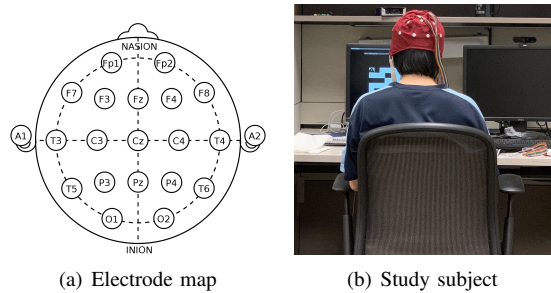 NASION
Fp1 Fp2
F7 F3 Fz F4 F8
A1 T3 C3 Cz C4 T4 A2
T5 P3 Pz P4 T6
O1 O2
INION
(a) Electrode map
(b) Study subject